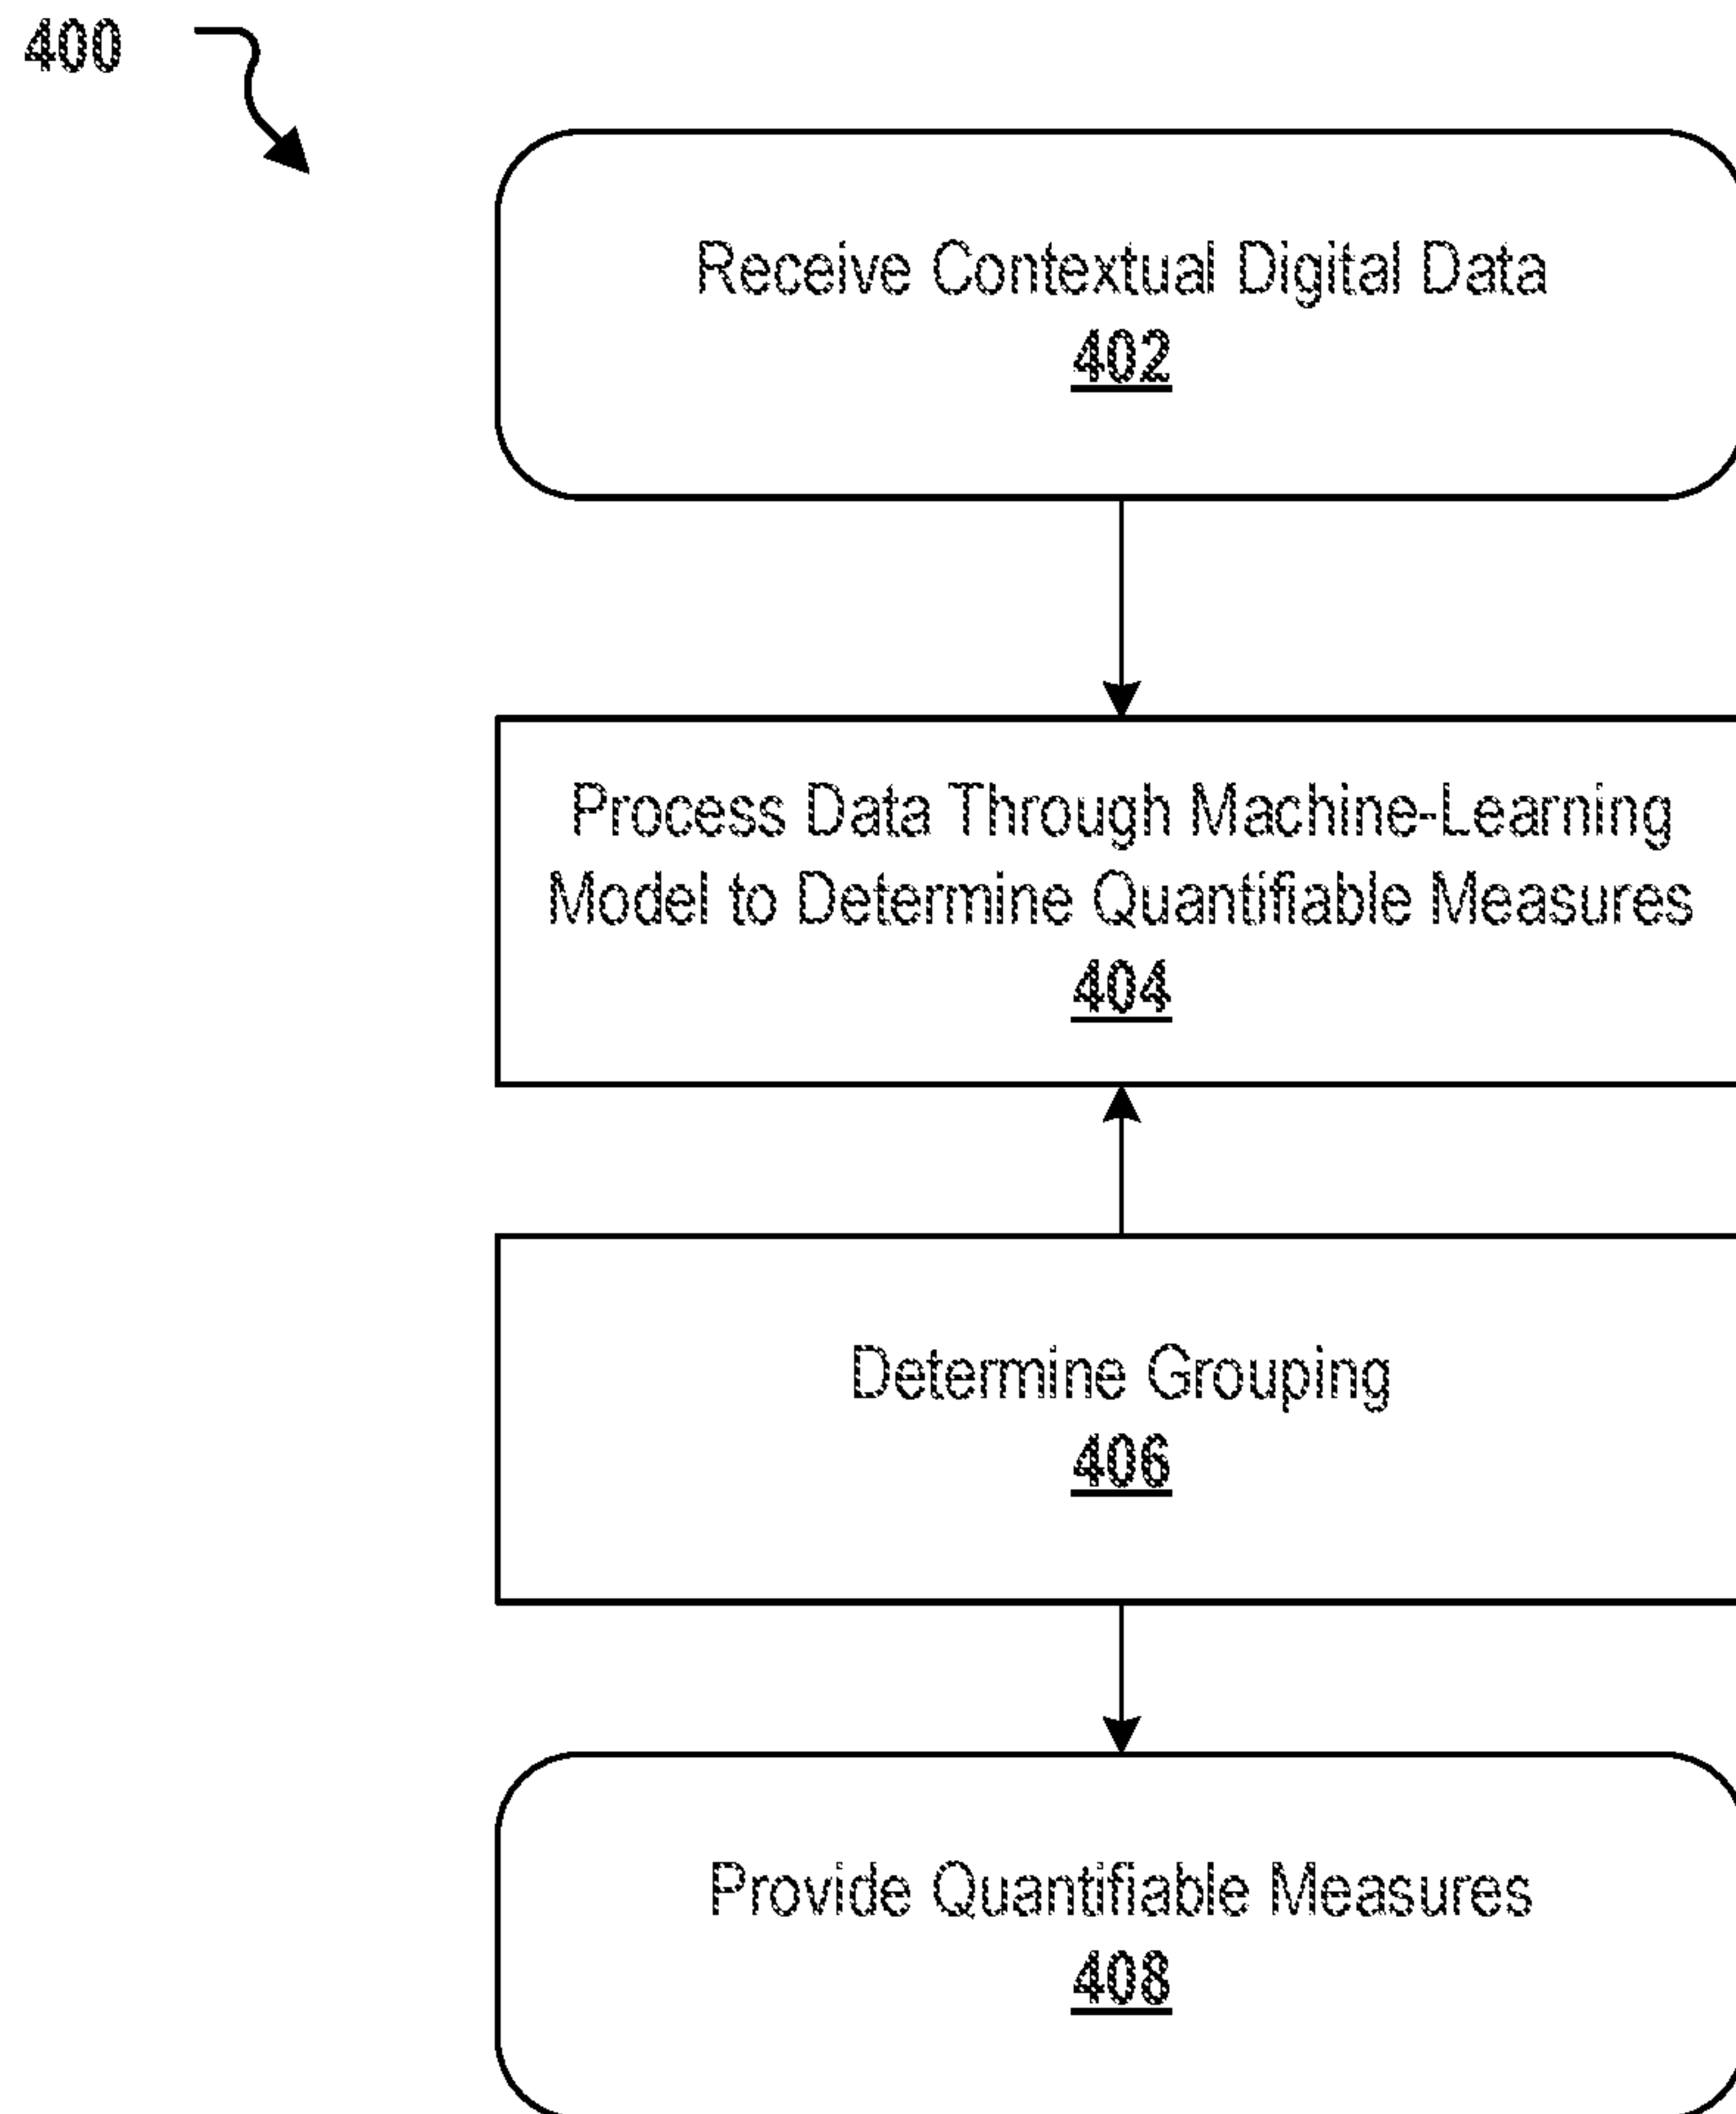 400
Receive Contextual Digital Data
402
Process Data Through Machine-Learning
Model to Determine Quantifiable Measures
404
Determine Grouping
406
Provide Quantifiable Measures
408